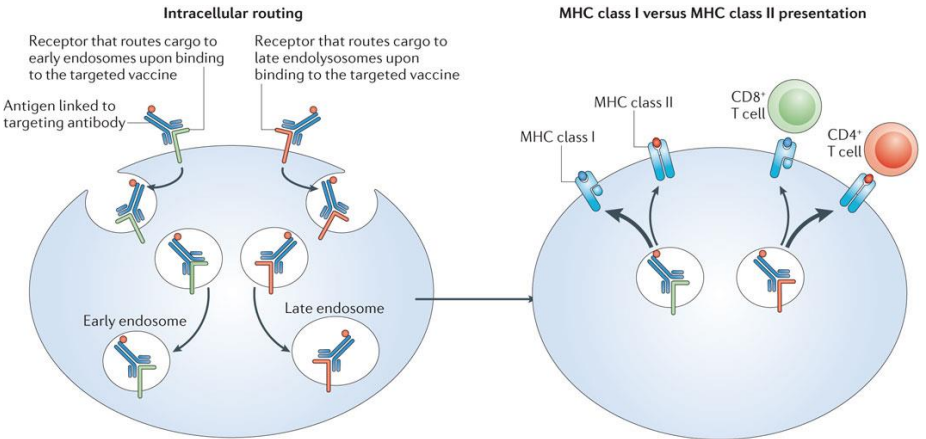 Intracellular routing
Receptor that routes cargo to
early endosomes upon binding
to the targeted vaccine
Receptor that routes cargo to
late endolysosomes upon
binding to the targeted vaccine
Antigen linked to
targeting antibody
Early endosome
Late endosome
MHC class I versus MHC class II presentation
MHC class I
MHC class II
CD8⁺
T cell
CD4⁺
T cell